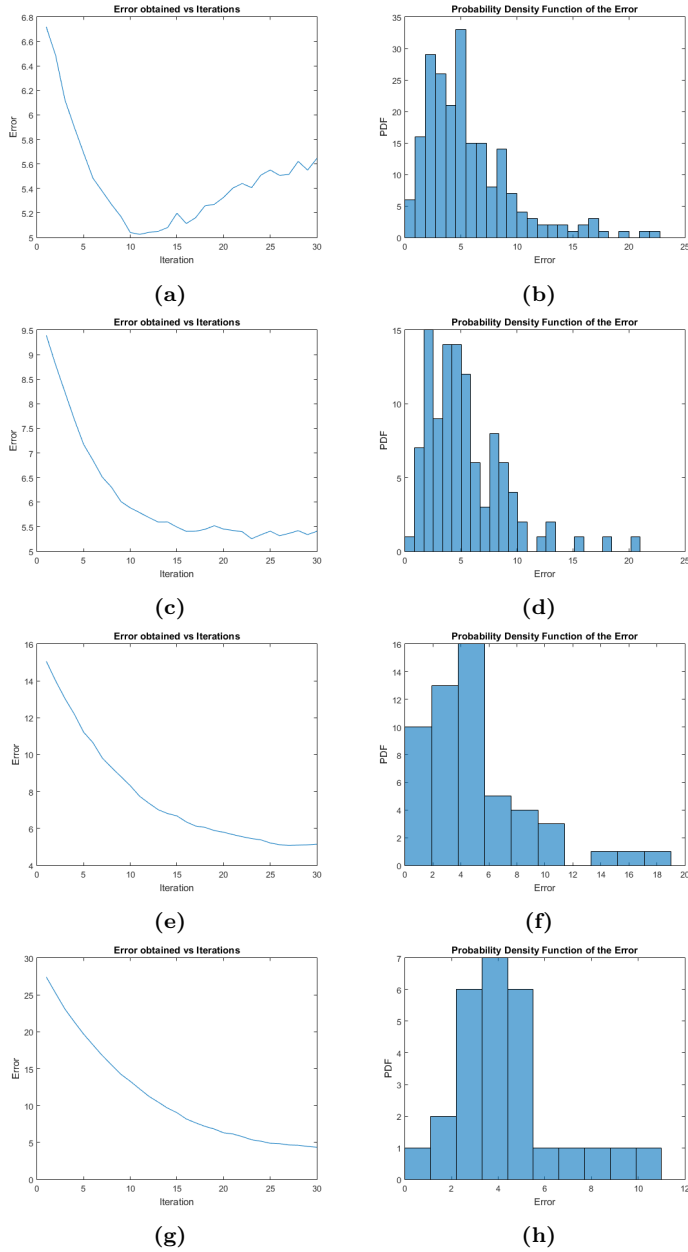 Error obtained vs Iterations
6.8
6.6
6.4
6.2
6
5.8
5.6
5.4
5.2
5
Error
0 5 10 15 20 25 30
Iteration
(a)
Probability Density Function of the Error
35
30
25
20
15
10
5
0
PDF
0 5 10 15 20 25
Error
(b)
Error obtained vs Iterations
9.5
9
8.5
8
7.5
7
6.5
6
5.5
5
Error
0 5 10 15 20 25 30
Iteration
(c)
Probability Density Function of the Error
15
10
5
0
PDF
0 5 10 15 20 25
Error
(d)
Error obtained vs Iterations
16
14
12
10
8
6
4
Error
0 5 10 15 20 25 30
Iteration
(e)
Probability Density Function of the Error
16
14
12
10
8
6
4
2
0
PDF
0 2 4 6 8 10 12 14 16 18 20
Error
(f)
Error obtained vs Iterations
30
25
20
15
10
5
0
Error
0 5 10 15 20 25 30
Iteration
(g)
Probability Density Function of the Error
7
6
5
4
3
2
1
0
PDF
0 2 4 6 8 10 12
Error
(h)